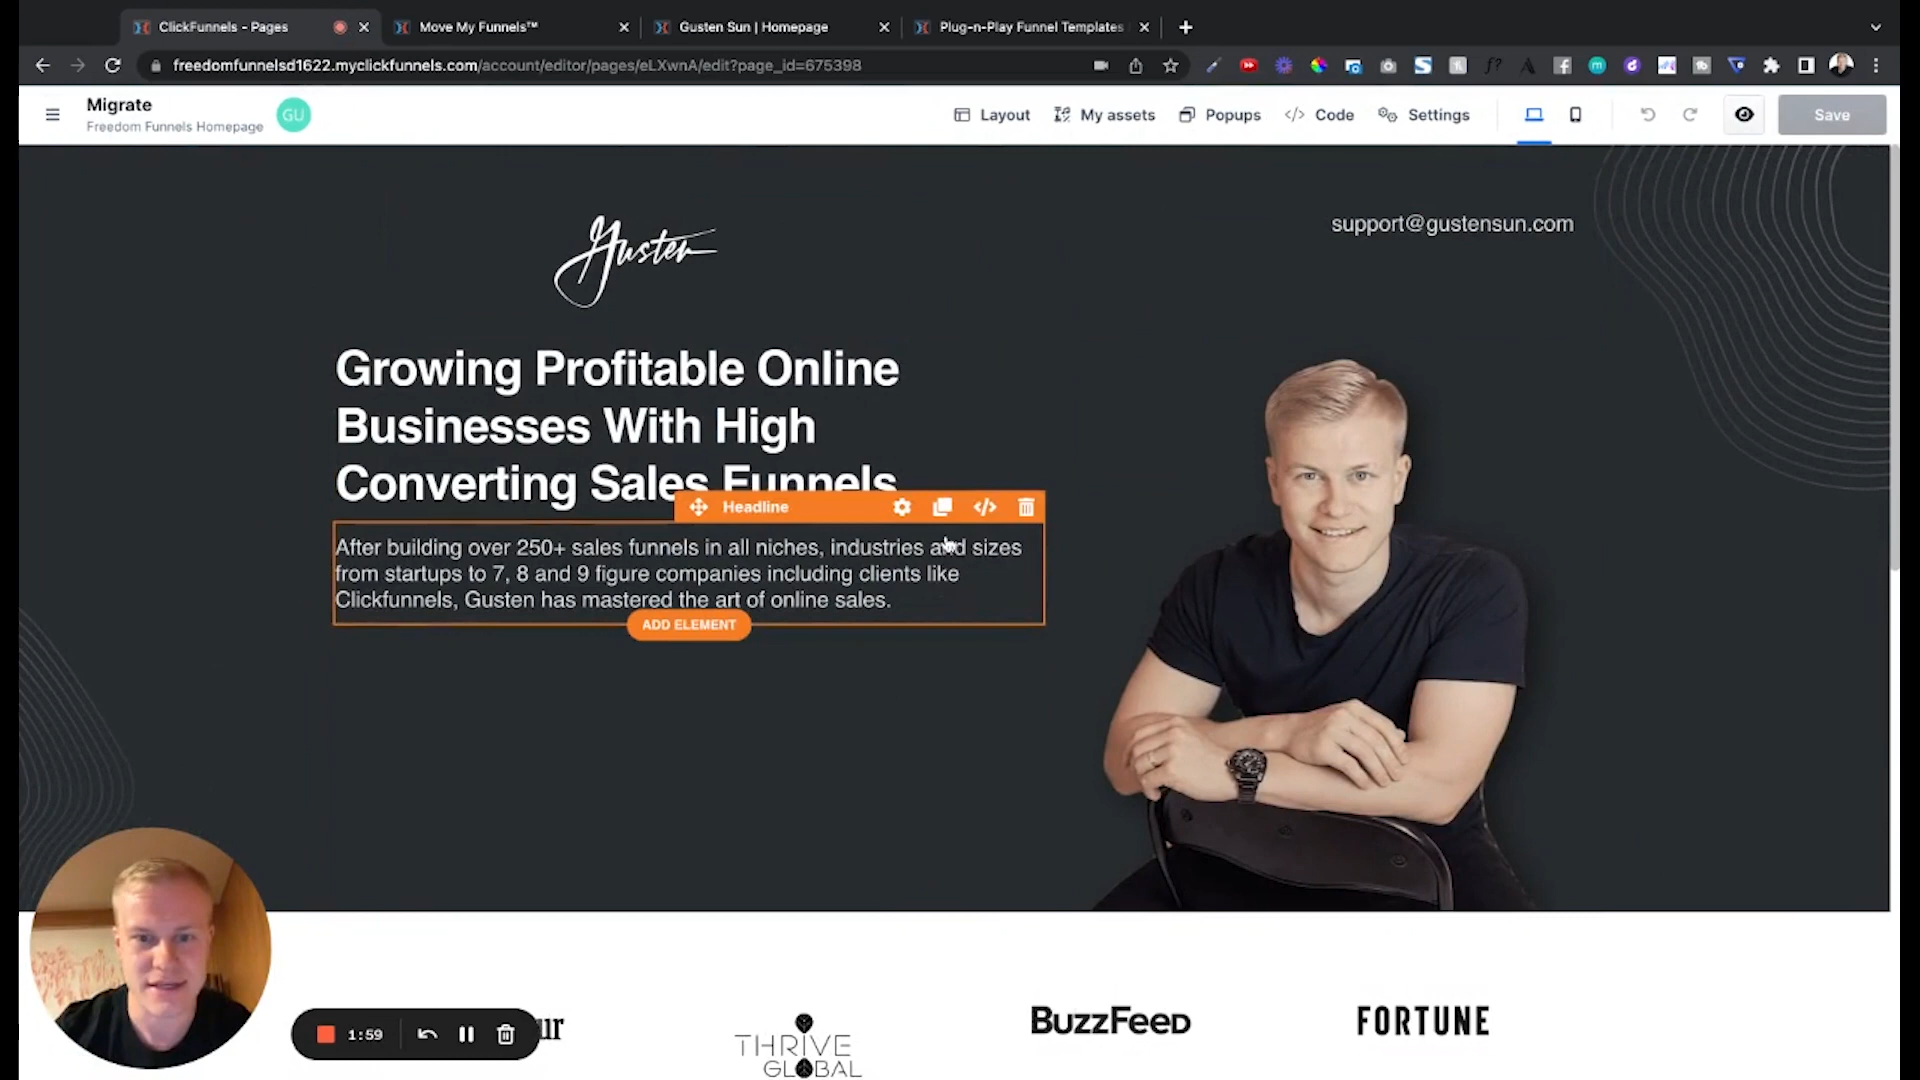 ClickFunnels - Pages
Move My Funnels™
Gusten Sun | Homepage
Plug-n-Play Funnel Templates
freedomfunnelsd1622.myclickfunnels.com/account/editor/pages/eLXwnA/edit?page_id=675398
Migrate
Freedom Funnels Homepage
GU
Layout
My assets
Popups
Code
Settings
Save
Gusten
support@gustensun.com
Growing Profitable Online
Businesses With High
Converting Sales Funnels
Headline
After building over 250+ sales funnels in all niches, industries and sizes
from startups to 7, 8 and 9 figure companies including clients like
Clickfunnels, Gusten has mastered the art of online sales.
ADD ELEMENT
1:59
ur
THRIVE
GLOBAL
BuzzFeed
FORTUNE